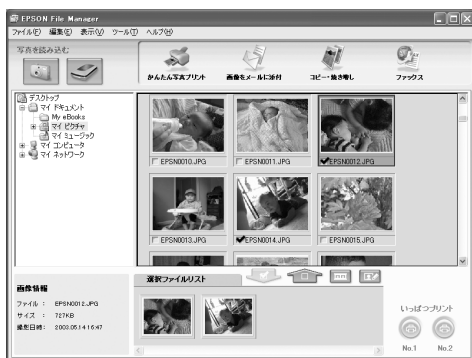 EPSON File Manager
ファイル(F) 編集(E) 表示(V) ツール(T) ヘルプ(H)
写真を読み込む
かんたん写真プリント 画像をメールに添付 コピー・焼き増し ファックス
デスクトップ
マイ ドキュメント
My eBooks
マイ ピクチャ
マイ ミュージック
マイ コンピュータ
マイ ネットワーク
EPSN0010.JPG EPSN0011.JPG EPSN0012.JPG
EPSN0013.JPG EPSN0014.JPG EPSN0015.JPG
画像情報
ファイル : EPSN0012.JPG
サイズ : 727KB
撮影日時: 2003.05.14 16:47
選択ファイルリスト
いっぱつプリント
No.1 No.2